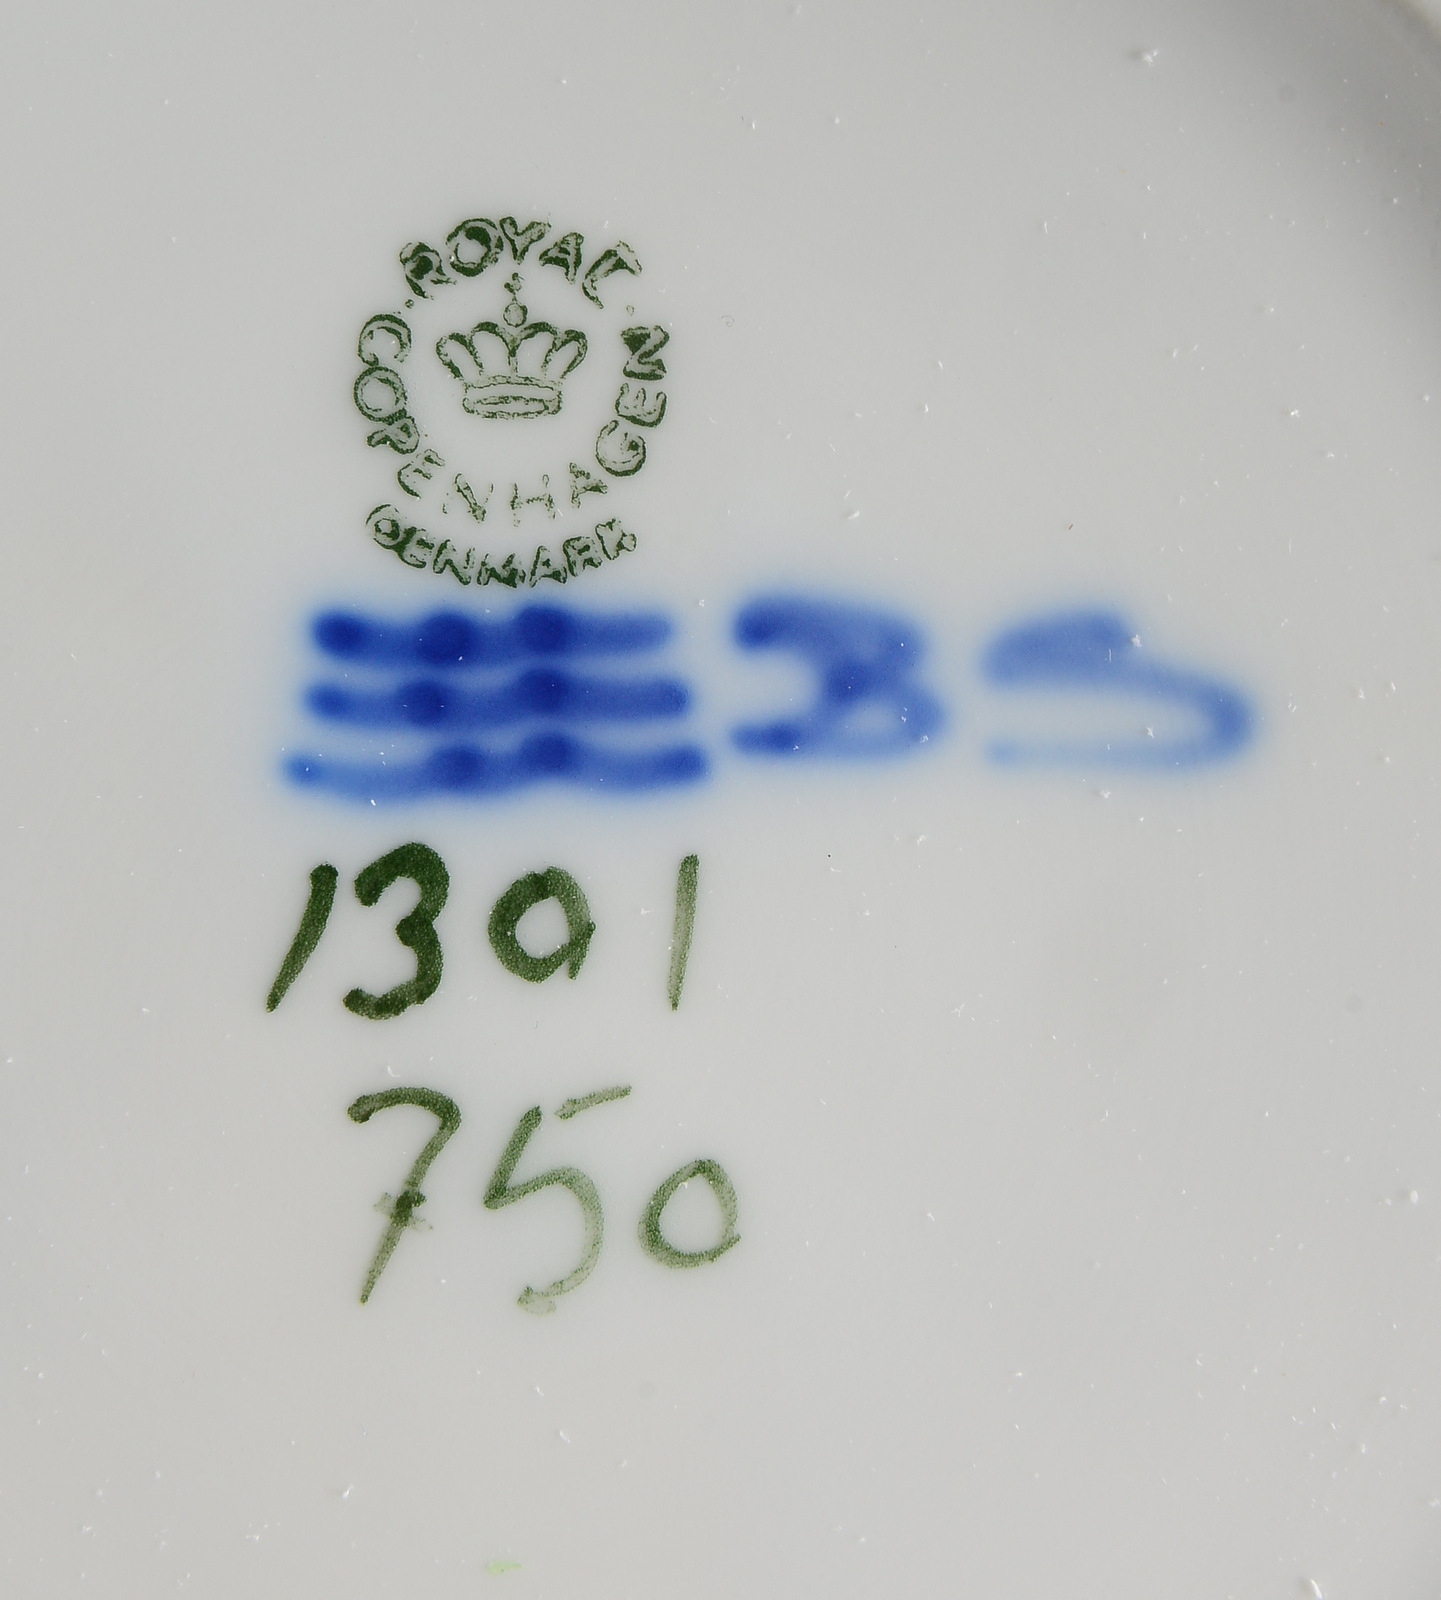 ROYAL
COPENHAGEN
DENMARK
BS
1301
750